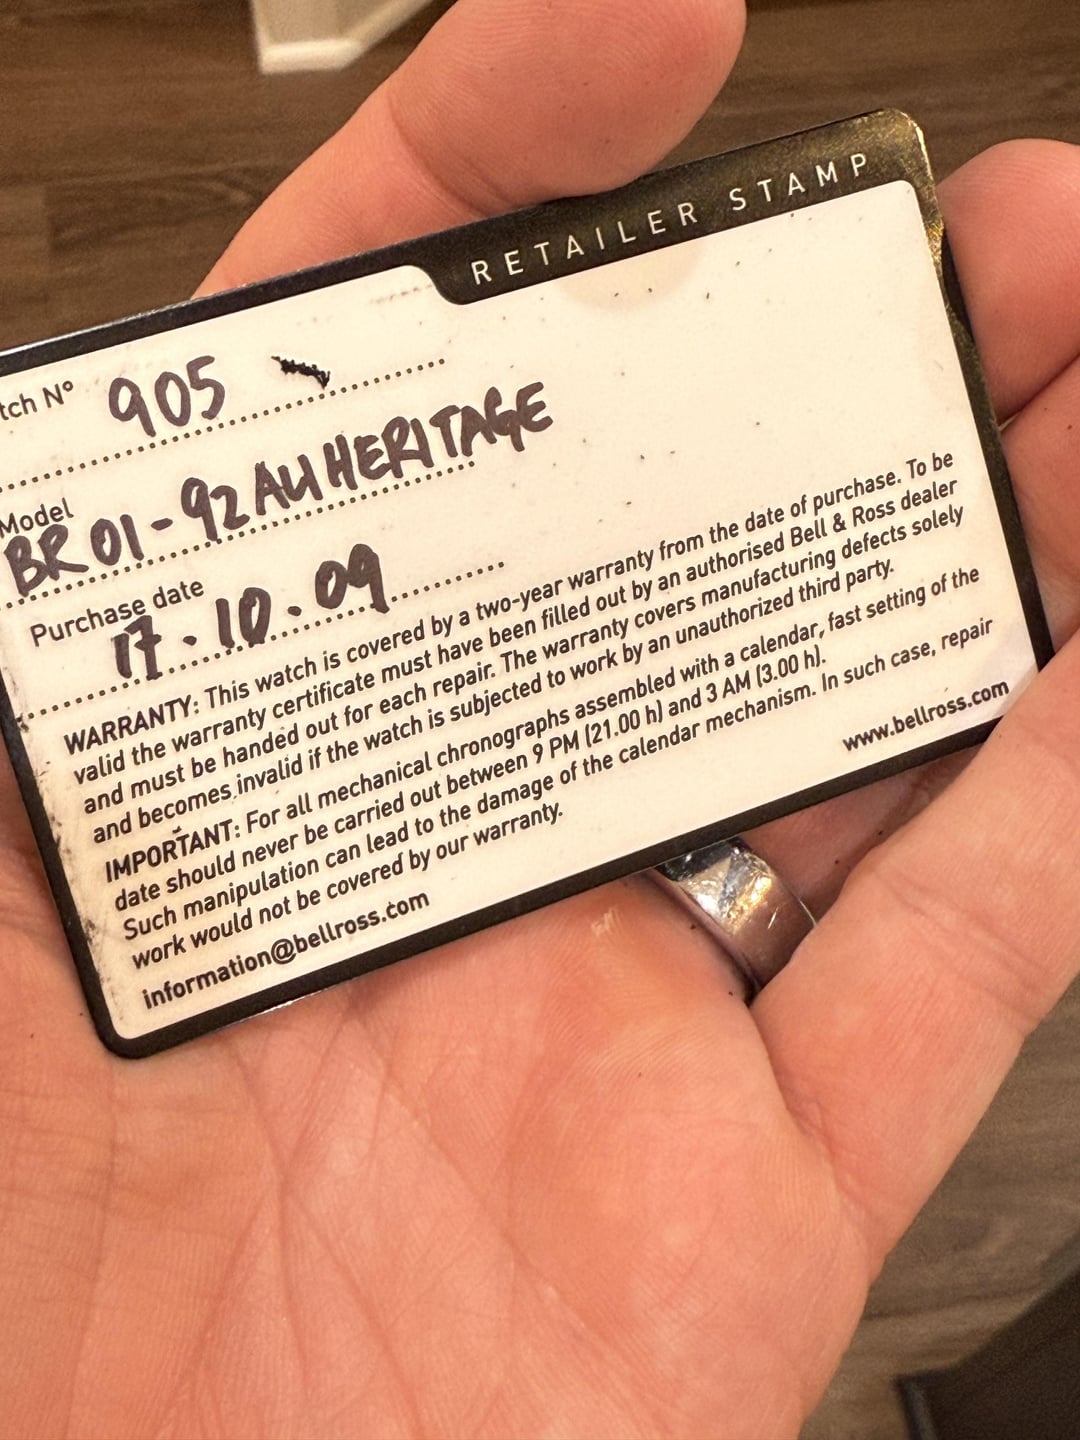 RETAILER STAMP
tch N° 905
Model
BR 01-92 AU HERITAGE
Purchase date
17.10.09
WARRANTY: This watch is covered by a two-year warranty from the date of purchase. To be
valid the warranty certificate must have been filled out by an authorised Bell & Ross dealer
and must be handed out for each repair. The warranty covers manufacturing defects solely
and becomes invalid if the watch is subjected to work by an unauthorized third party.
IMPORTANT: For all mechanical chronographs assembled with a calendar, fast setting of the
date should never be carried out between 9 PM (21.00 h) and 3 AM (3.00 h).
Such manipulation can lead to the damage of the calendar mechanism. In such case, repair
work would not be covered by our warranty.
information@bellross.com
www.bellross.com